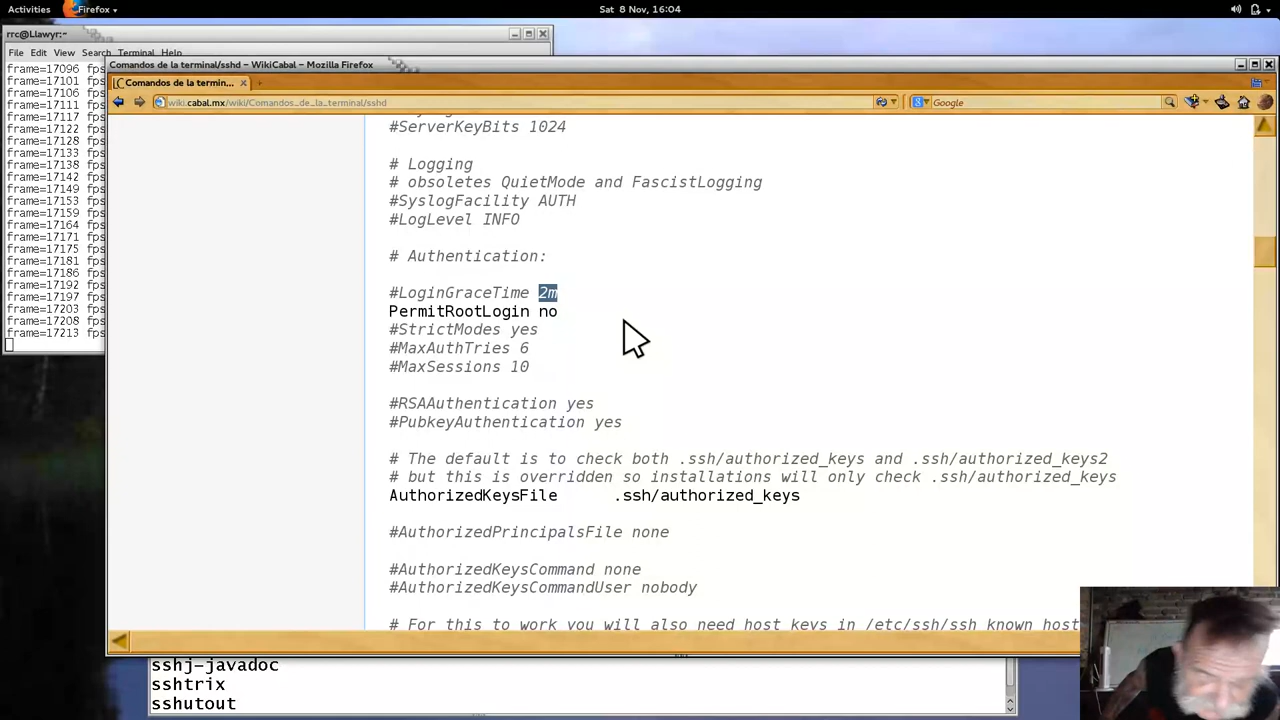 Activities
Firefox
Sat 8 Nov, 16:04
rrc@Llawyr:~
File Edit View Search Terminal Help
frame=17096 fps
frame=17101 fps
frame=17106 fps
frame=17111 fps
frame=17117 fps
frame=17122 fps
frame=17128 fps
frame=17133 fps
frame=17138 fps
frame=17142 fps
frame=17149 fps
frame=17153 fps
frame=17159 fps
frame=17164 fps
frame=17171 fps
frame=17175 fps
frame=17181 fps
frame=17186 fps
frame=17192 fps
frame=17197 fps
frame=17203 fps
frame=17208 fps
frame=17213 fps
Comandos de la terminal/sshd – WikiCabal – Mozilla Firefox
Comandos de la termin...
wiki.cabal.mx/wiki/Comandos_de_la_terminal/sshd
Google
#ServerKeyBits 1024
# Logging
# obsoletes QuietMode and FascistLogging
#SyslogFacility AUTH
#LogLevel INFO
# Authentication:
#LoginGraceTime 2m
PermitRootLogin no
#StrictModes yes
#MaxAuthTries 6
#MaxSessions 10
#RSAAuthentication yes
#PubkeyAuthentication yes
# The default is to check both .ssh/authorized_keys and .ssh/authorized_keys2
# but this is overridden so installations will only check .ssh/authorized_keys
AuthorizedKeysFile .ssh/authorized_keys
#AuthorizedPrincipalsFile none
#AuthorizedKeysCommand none
#AuthorizedKeysCommandUser nobody
# For this to work you will also need host keys in /etc/ssh/ssh_known_host
sshj-javadoc
sshtrix
sshutout